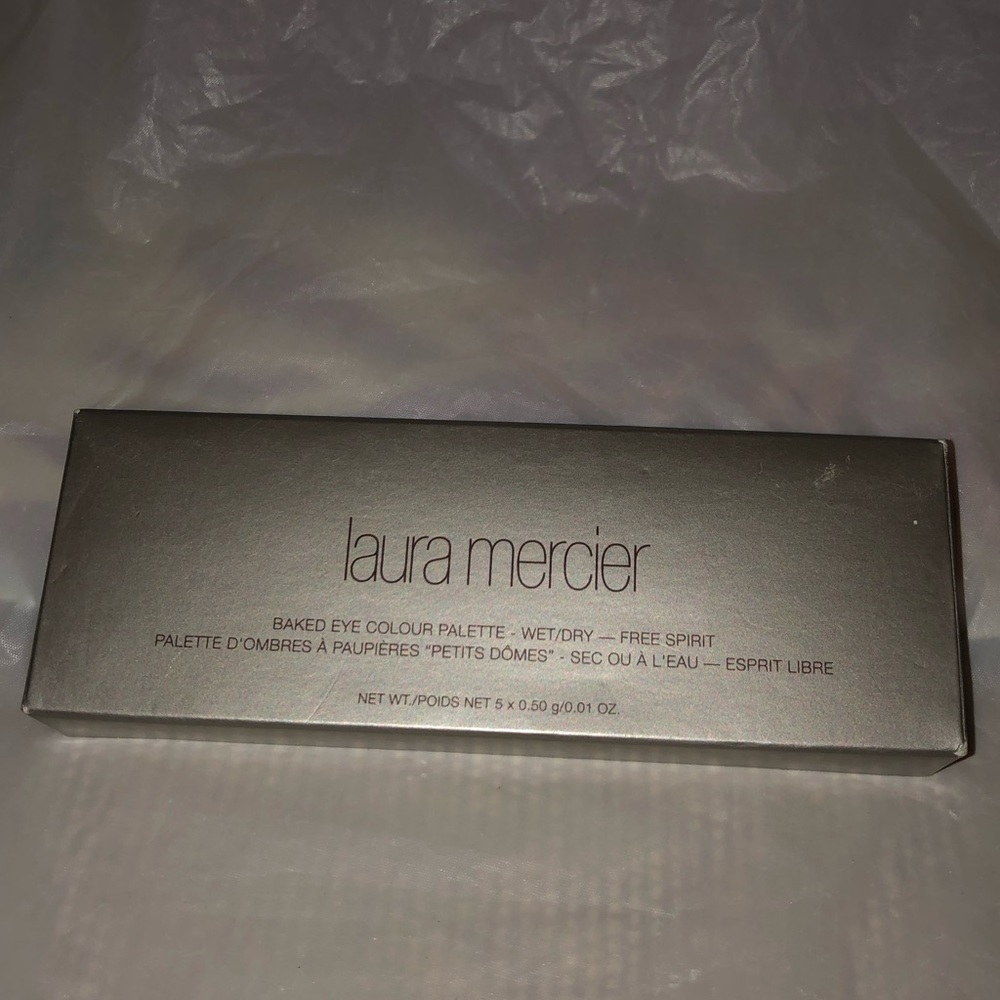 laura mercier
BAKED EYE COLOUR PALETTE - WET/DRY — FREE SPIRIT
PALETTE D'OMBRES À PAUPIÈRES "PETITS DÔMES" - SEC OU À L'EAU — ESPRIT LIBRE
NET WT./POIDS NET 5 x 0.50 g/0.01 OZ.